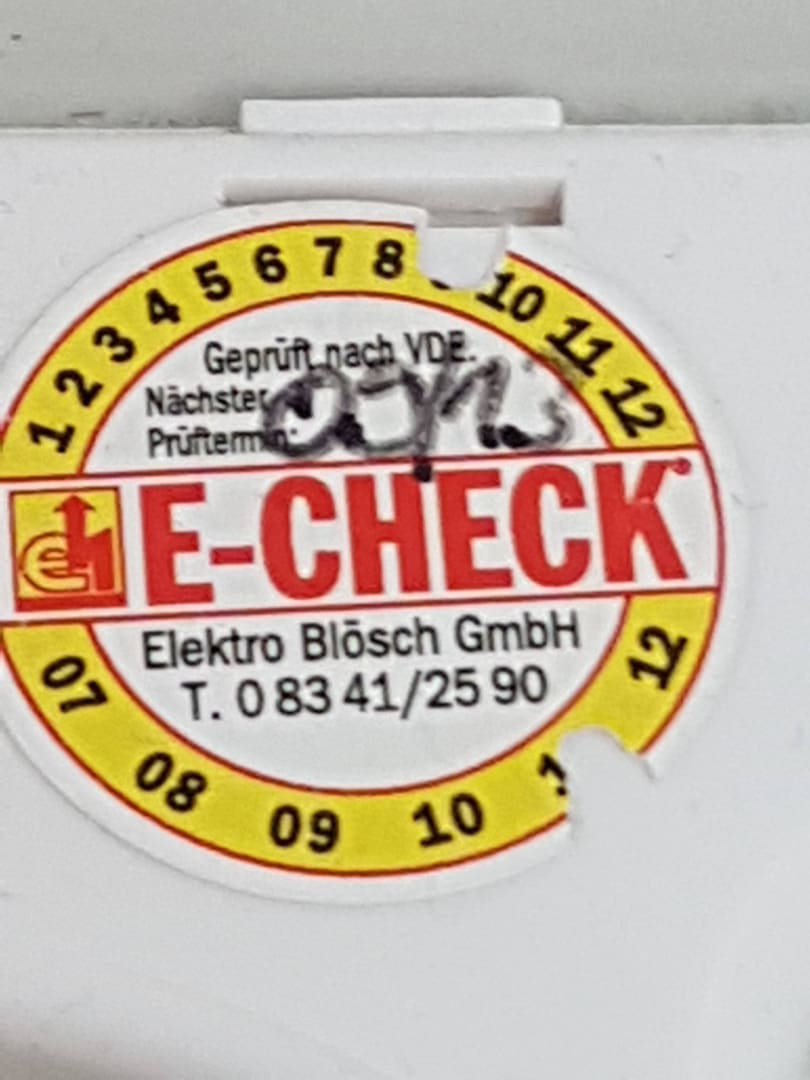 1 2 3 4 5 6 7 8 10 11 12
Geprüft nach VDE.
Nächster
Prüftermin:
E-CHECK
Elektro Blösch GmbH
T. 0 83 41/25 90
07 08 09 10 12